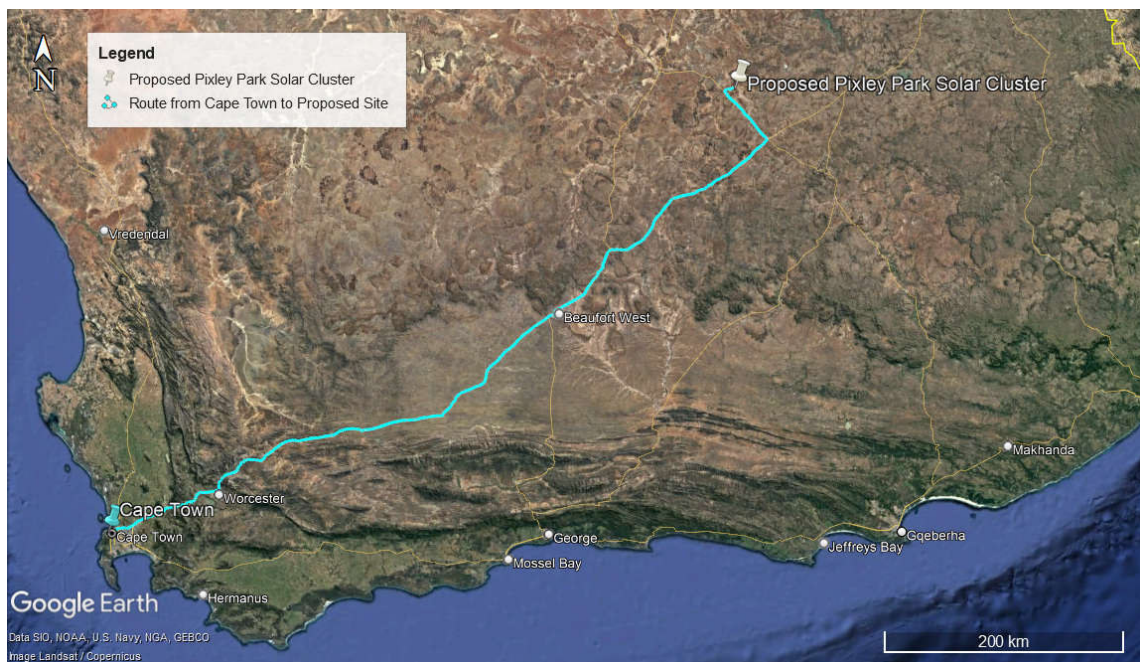 Legend
Proposed Pixley Park Solar Cluster
Route from Cape Town to Proposed Site
N
Proposed Pixley Park Solar Cluster
Vredendal
Beaufort West
Makhanda
Worcester
Cape Town
Cape Town
George
Gqeberha
Jeffreys Bay
Mossel Bay
Hermanus
Google Earth
Data SIO, NOAA, U.S. Navy, NGA, GEBCO
Image Landsat / Copernicus
200 km